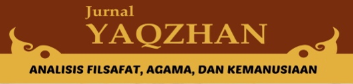 Jurnal
YAQZHAN
ANALISIS FILSAFAT, AGAMA, DAN KEMANUSIAAN